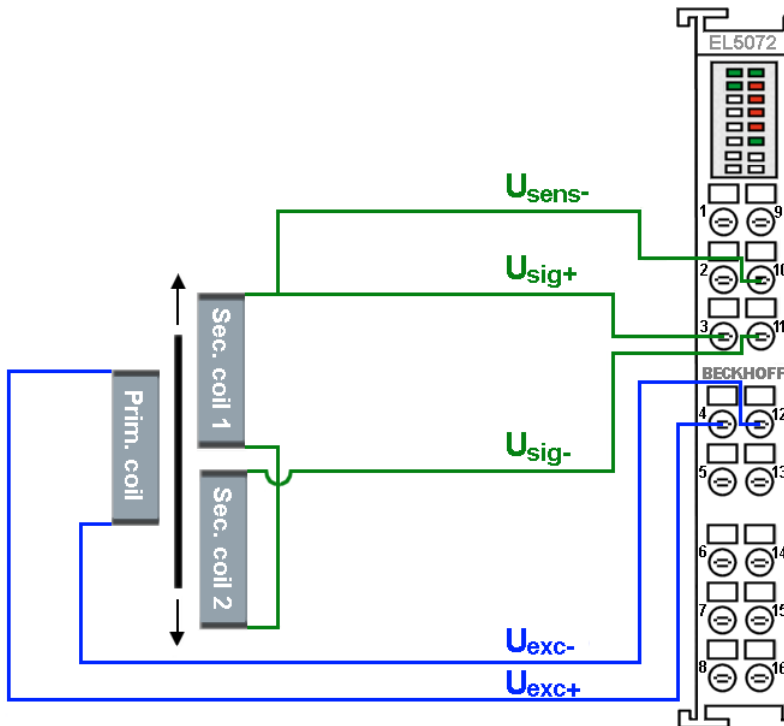 EL5072
Usens-
1
9
2
10
Usig+
3
11
BECKHOFF
Sec. coil 1
Prim. coil
4
12
Usig-
5
13
Sec. coil 2
6
14
7
15
Uexc-
8
16
Uexc+